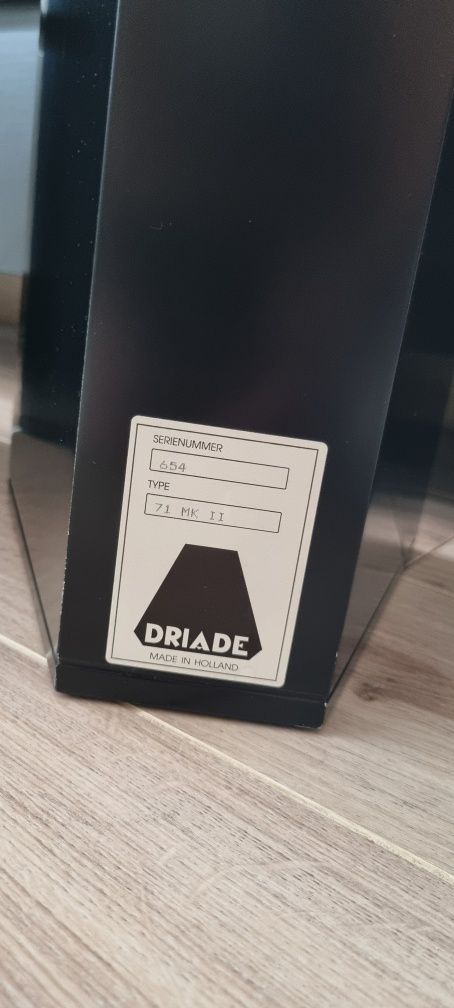 SERIENUMMER
654
TYPE
71 MK II
DRIADE
MADE IN HOLLAND